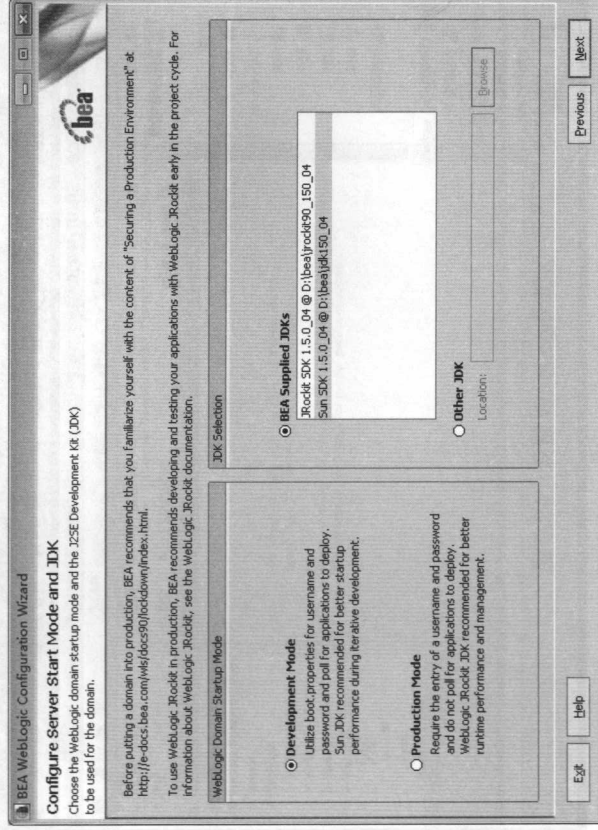 BEA WebLogic Configuration Wizard
Configure Server Start Mode and JDK
Choose the WebLogic domain startup mode and the J2SE Development Kit (JDK)
to be used for the domain.
bea
Before putting a domain into production, BEA recommends that you familiarize yourself with the content of "Securing a Production Environment" at
http://e-docs.bea.com/wls/docs90/lockdown/index.html.
To use WebLogic JRockit in production, BEA recommends developing and testing your applications with WebLogic JRockit early in the project cycle. For
information about WebLogic JRockit, see the WebLogic JRockit documentation.
WebLogic Domain Startup Mode
Development Mode
Utilize boot.properties for username and
password and poll for applications to deploy.
Sun JDK recommended for better startup
performance during iterative development.
Production Mode
Require the entry of a username and password
and do not poll for applications to deploy.
WebLogic JRockit JDK recommended for better
runtime performance and management.
JDK Selection
BEA Supplied JDKs
JRockit SDK 1.5.0_04 @ D:\bea\jrockit90_150_04
Sun SDK 1.5.0_04 @ D:\bea\jdk150_04
Other JDK
Location:
Browse
Exit
Help
Previous
Next